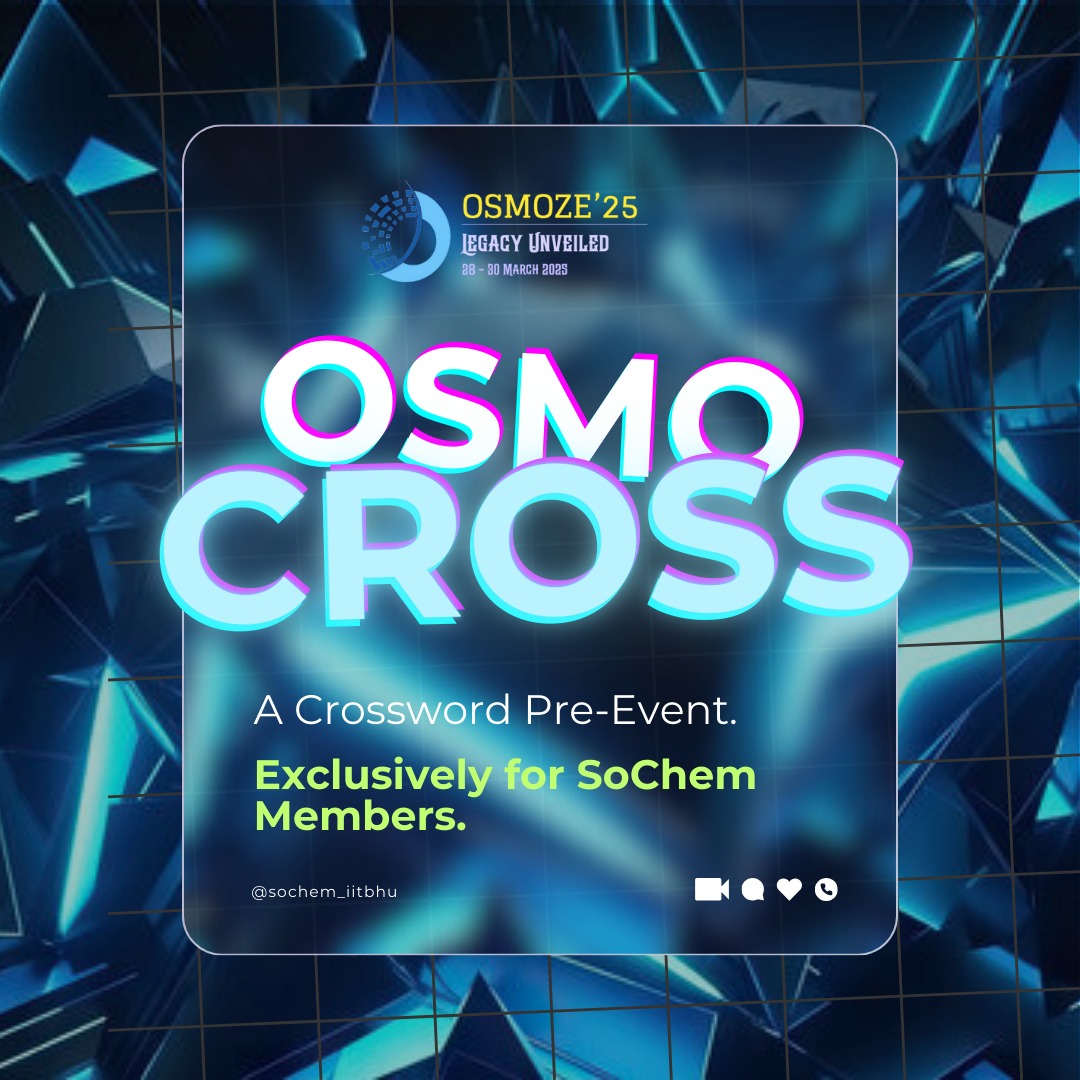 OSMOZE’25
LEGACY UNVEILED
28 - 30 MARCH 2025
OSMO
CROSS
A Crossword Pre-Event.
Exclusively for SoChem
Members.
@sochem_iitbhu